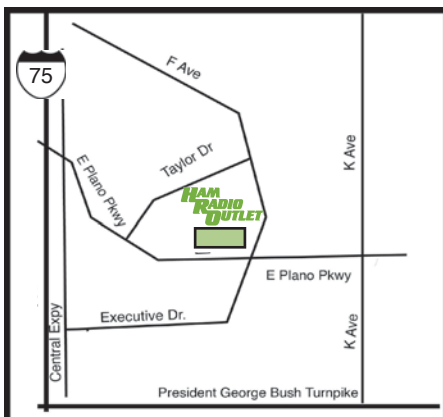 75
F Ave
K Ave
Taylor Dr
E Plano Pkwy
HAM
RADIO
OUTLET
E Plano Pkwy
Executive Dr.
Central Expy
K Ave
President George Bush Turnpike